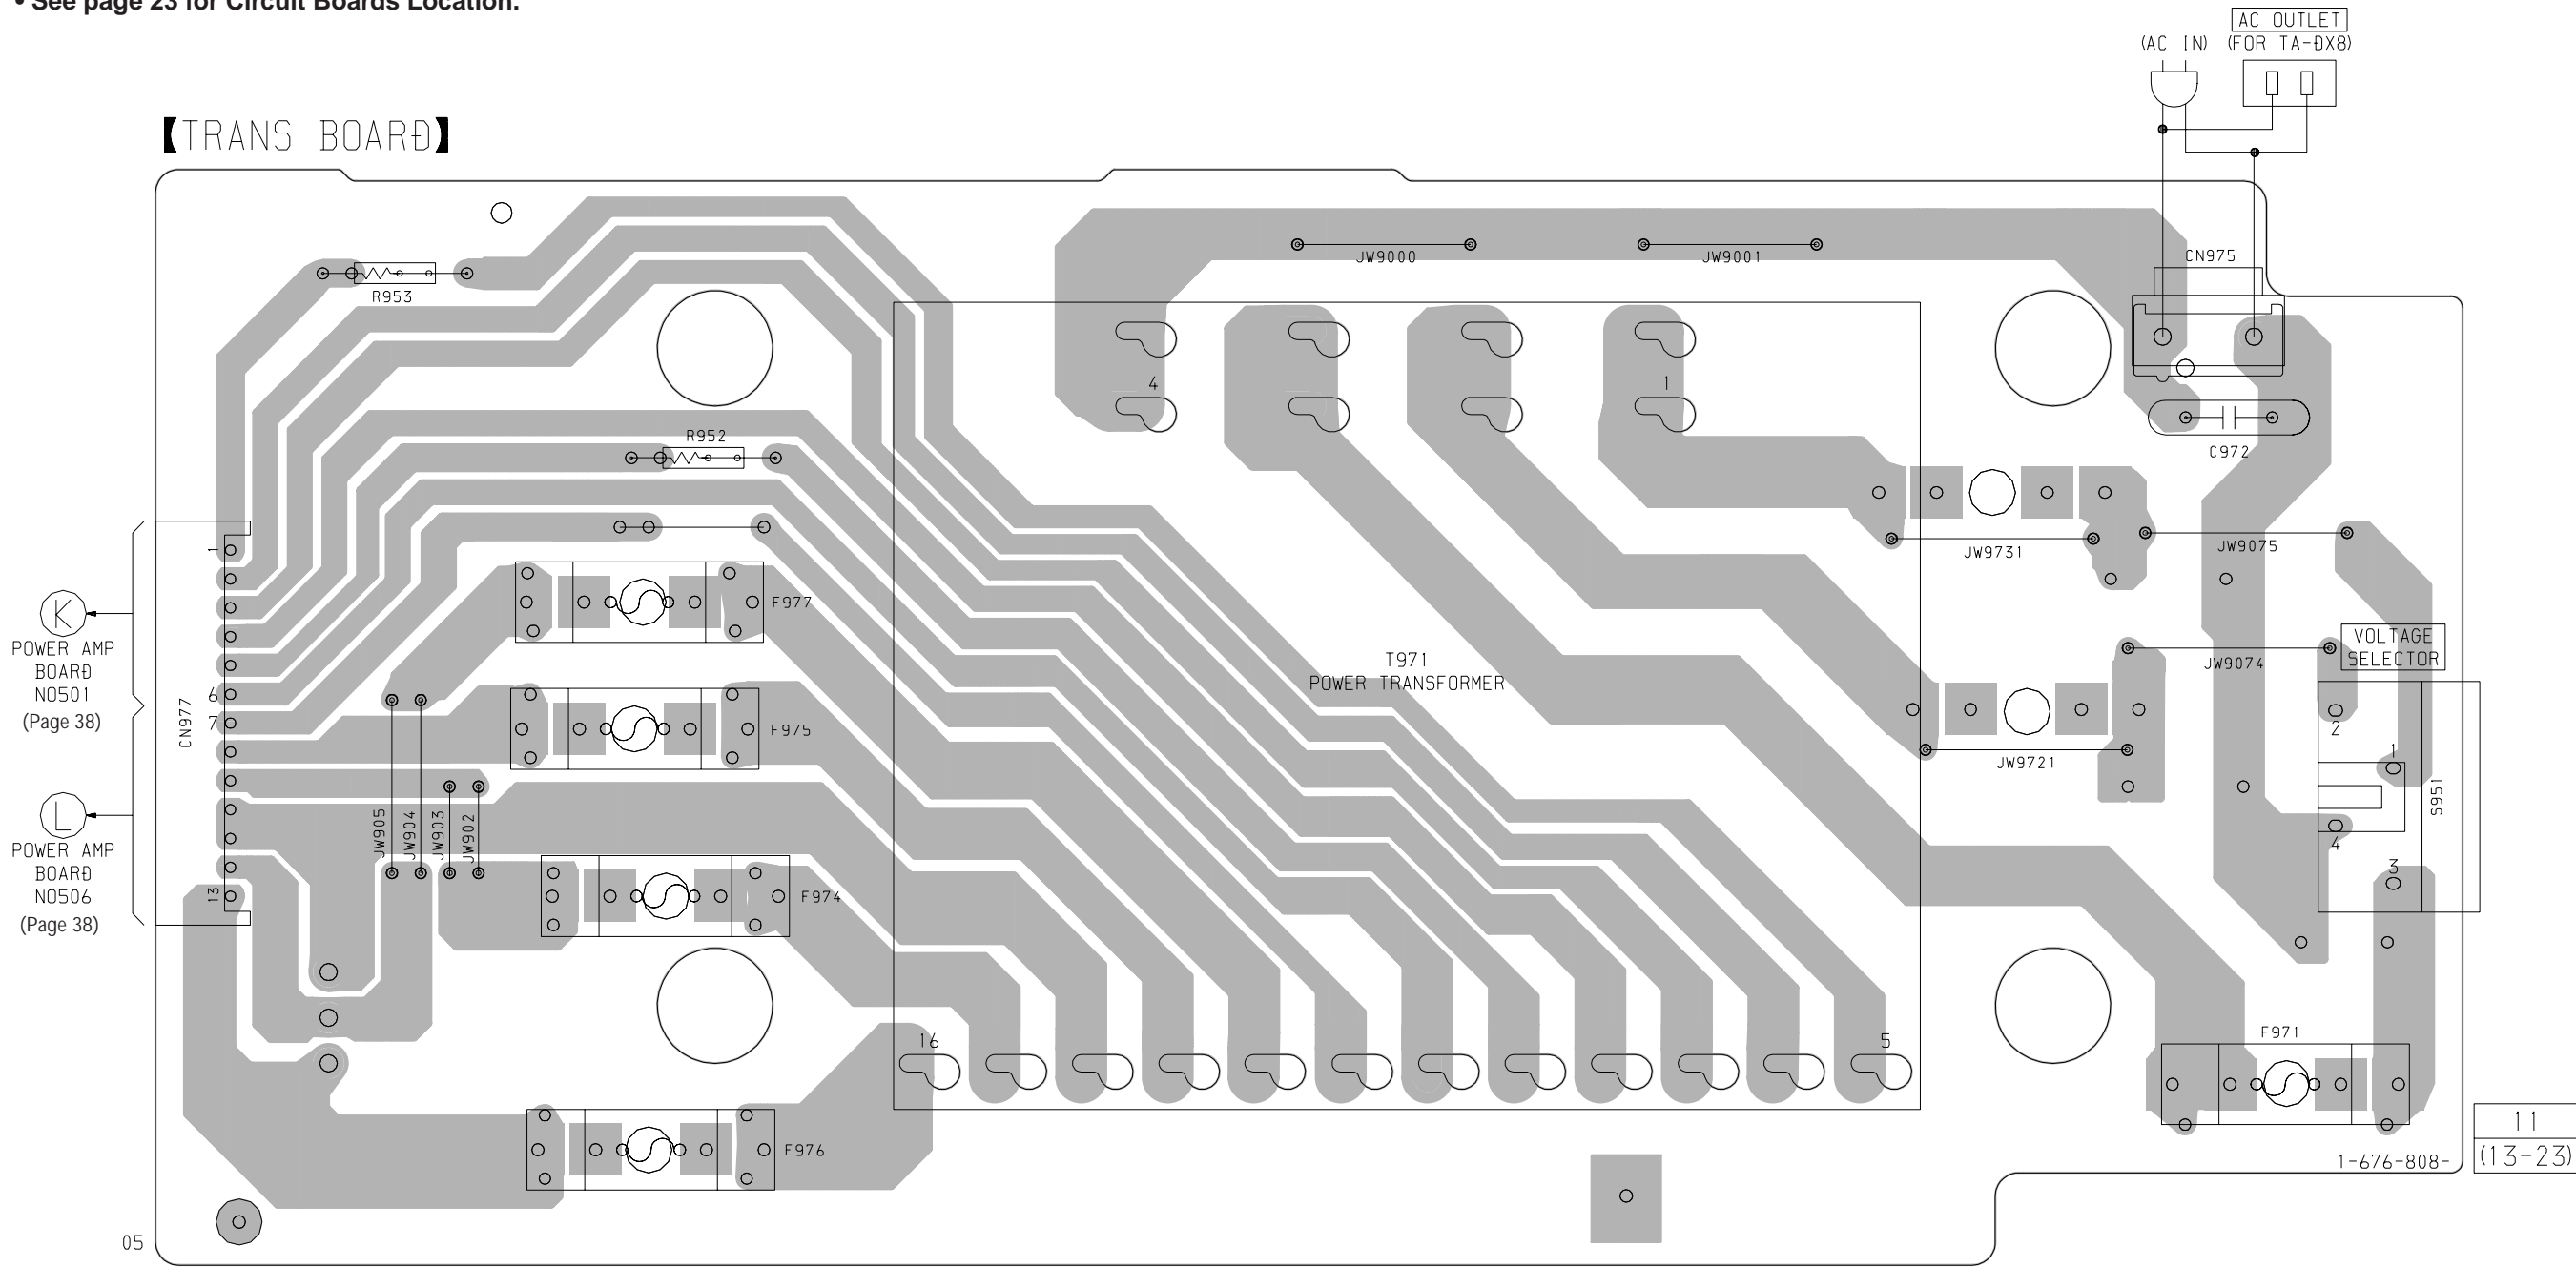 • See page 23 for Circuit Boards Location.
AC OUTLET
(AC IN) (FOR TA-DX8)
【TRANS BOARD】
JW9000
JW9001
CN975
R953
4
1
R952
C972
1
JW9731
JW9075
F977
K
POWER AMP
BOARD
NO501
(Page 38)
VOLTAGE
SELECTOR
T971
POWER TRANSFORMER
JW9074
6
7
CN977
F975
2
1
JW9721
S951
L
POWER AMP
BOARD
NO506
(Page 38)
JW905
JW904
JW903
JW902
4
3
13
F974
16
5
F971
F976
11
(13-23)
1-676-808-
05